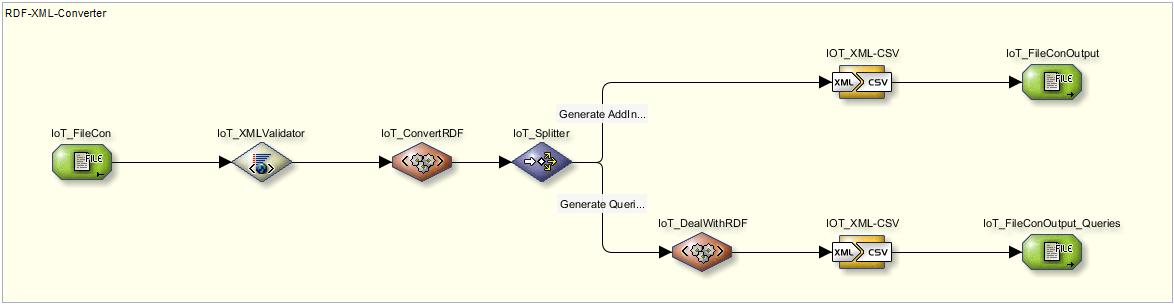 RDF-XML-Converter
IOT_XML-CSV
IoT_FileConOutput
XML
CSV
FILE
Generate AddIn...
IoT_FileCon
IoT_XMLValidator
IoT_ConvertRDF
IoT_Splitter
FILE
Generate Queri...
IoT_DealWithRDF
IOT_XML-CSV
IoT_FileConOutput_Queries
XML
CSV
FILE